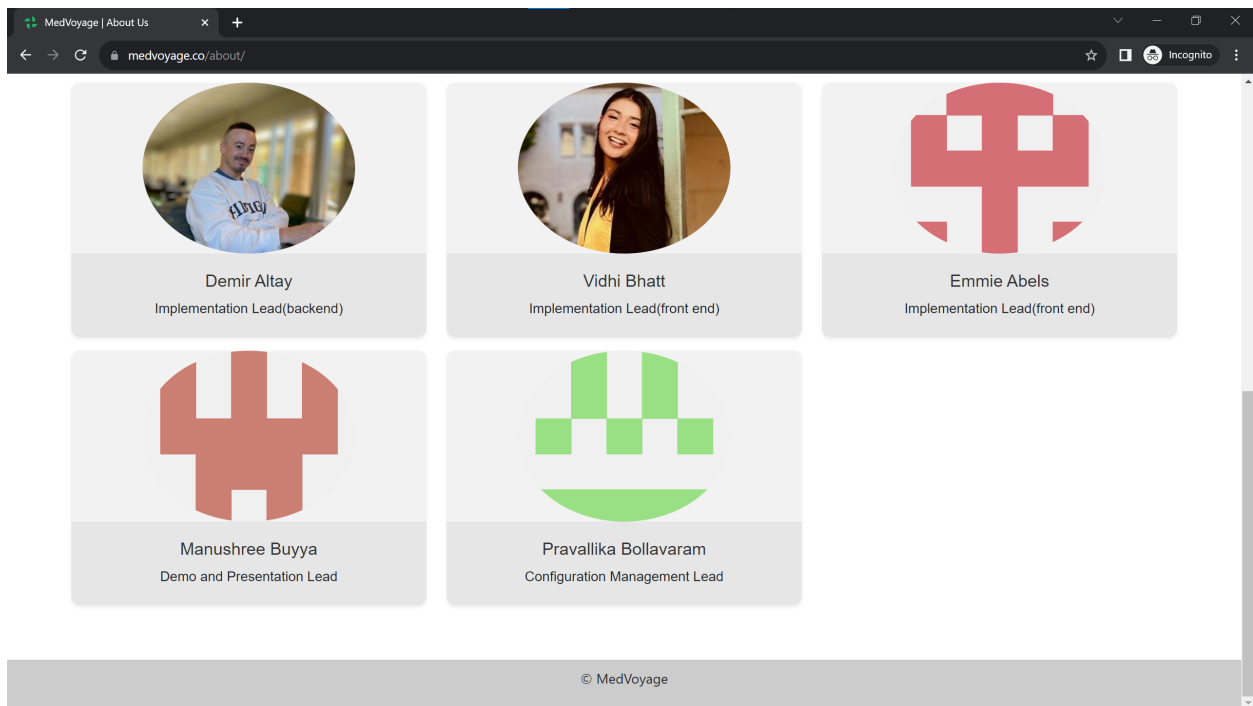 MedVoyage | About Us
medvoyage.co/about/
Incognito
Demir Altay
Implementation Lead(backend)
Vidhi Bhatt
Implementation Lead(front end)
Emmie Abels
Implementation Lead(front end)
Manushree Buyya
Demo and Presentation Lead
Pravallika Bollavaram
Configuration Management Lead
© MedVoyage